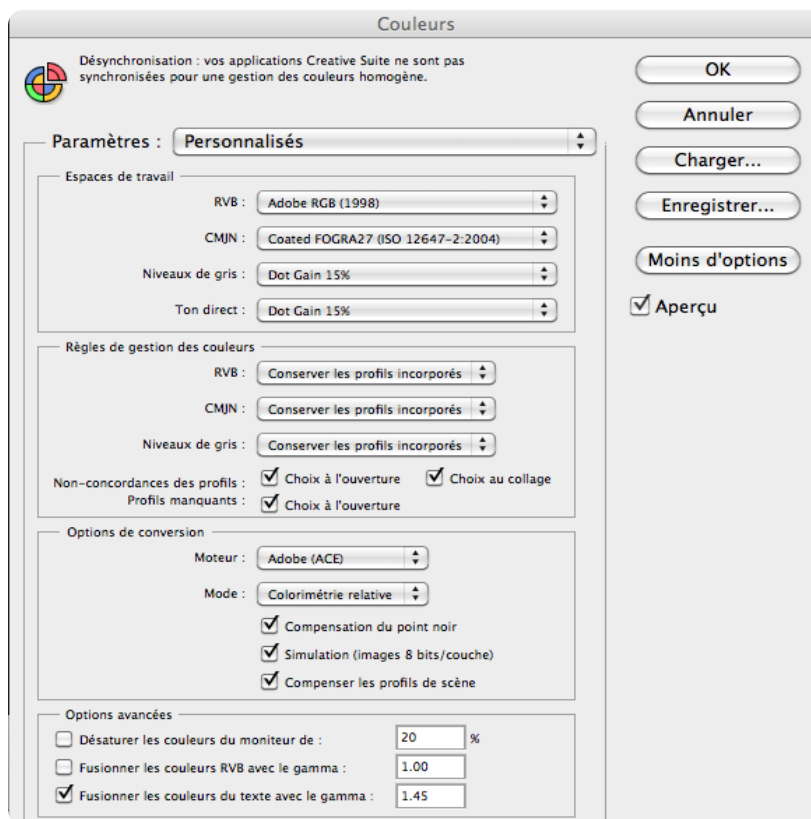 Couleurs
Désynchronisation : vos applications Creative Suite ne sont pas
synchronisées pour une gestion des couleurs homogène.
Paramètres : Personnalisés
Espaces de travail
RVB : Adobe RGB (1998)
CMJN : Coated FOGRA27 (ISO 12647-2:2004)
Niveaux de gris : Dot Gain 15%
Ton direct : Dot Gain 15%
Règles de gestion des couleurs
RVB : Conserver les profils incorporés
CMJN : Conserver les profils incorporés
Niveaux de gris : Conserver les profils incorporés
Non-concordances des profils : Choix à l'ouverture Choix au collage
Profils manquants : Choix à l'ouverture
Options de conversion
Moteur : Adobe (ACE)
Mode : Colorimétrie relative
Compensation du point noir
Simulation (images 8 bits/couche)
Compenser les profils de scène
Options avancées
Désaturer les couleurs du moniteur de : 20 %
Fusionner les couleurs RVB avec le gamma : 1.00
Fusionner les couleurs du texte avec le gamma : 1.45
OK
Annuler
Charger...
Enregistrer...
Moins d'options
Aperçu